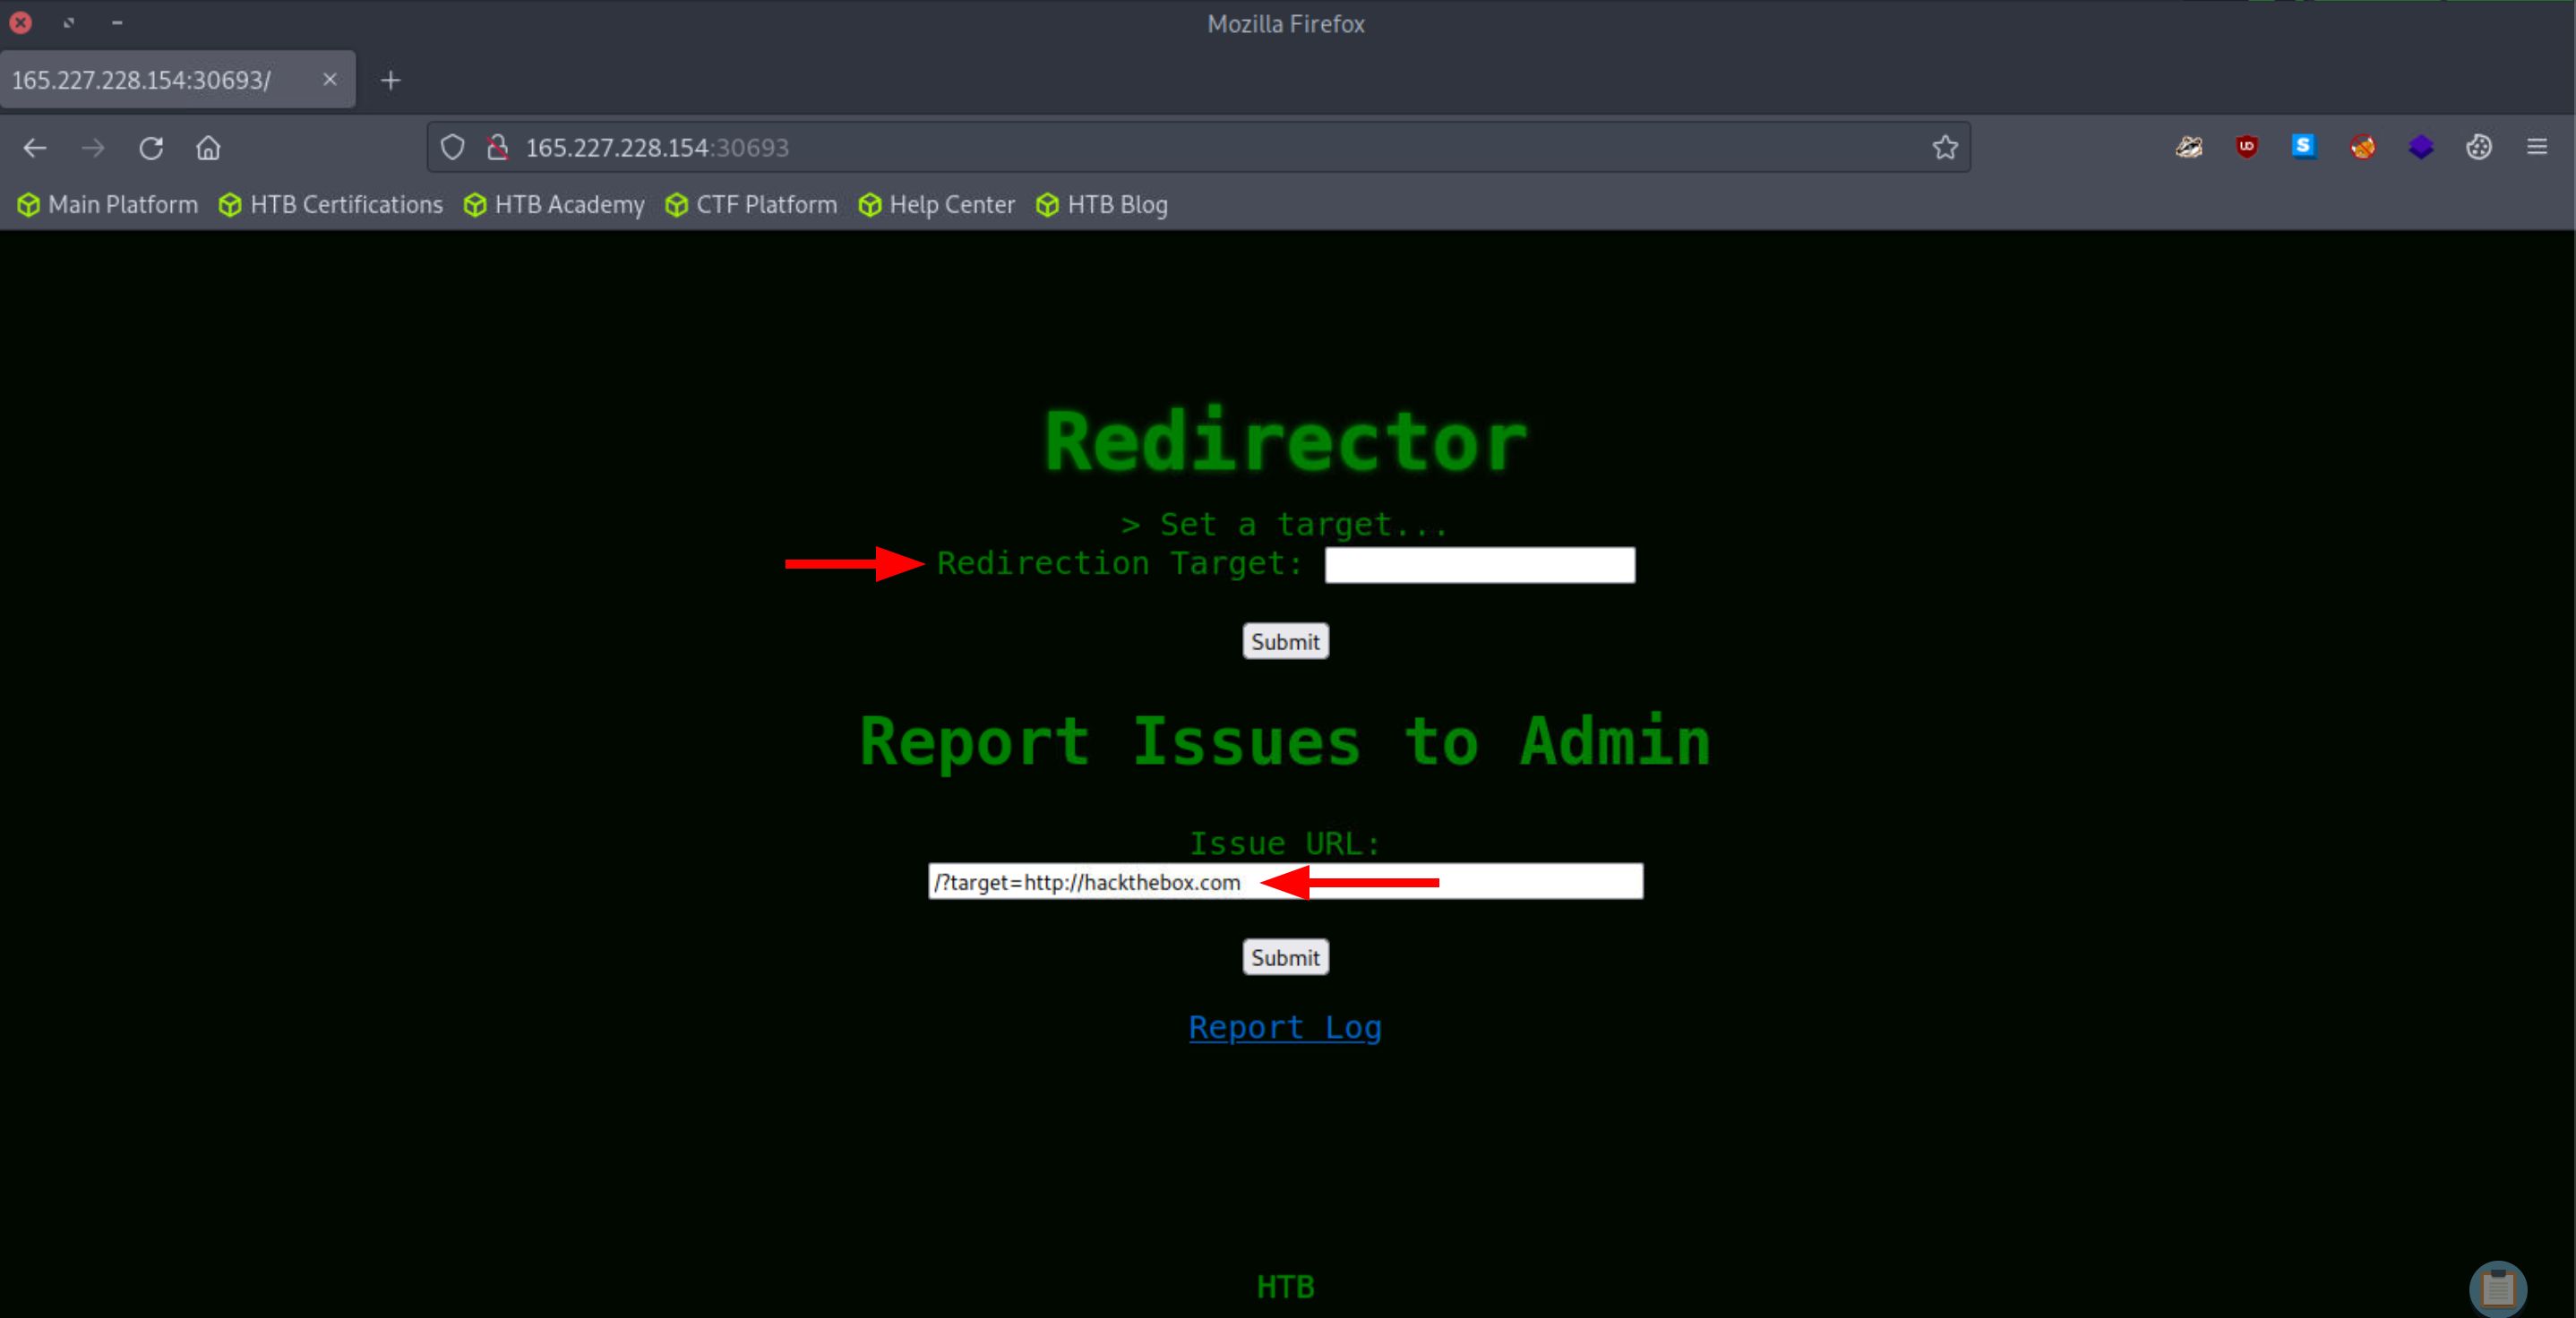 Mozilla Firefox
165.227.228.154:30693/
165.227.228.154:30693
Main Platform HTB Certifications HTB Academy CTF Platform Help Center HTB Blog
Redirector
> Set a target...
Redirection Target:
Submit
Report Issues to Admin
Issue URL:
/?target=http://hackthebox.com
Submit
Report Log
HTB